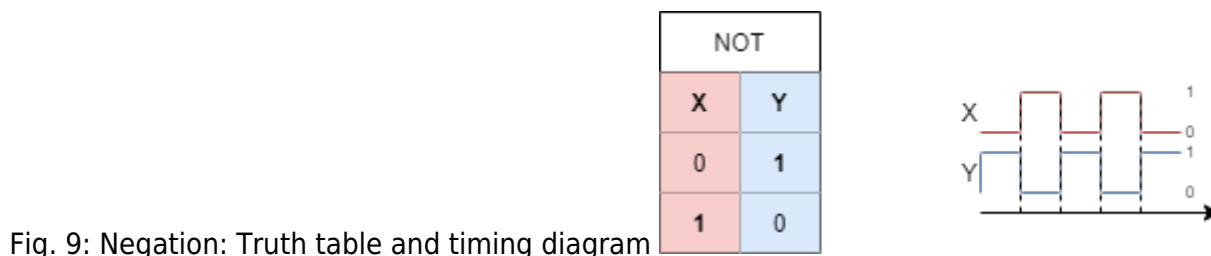 NOT
X Y
0 1
1 0
X
1
0
Y
1
0
Fig. 9: Negation: Truth table and timing diagram